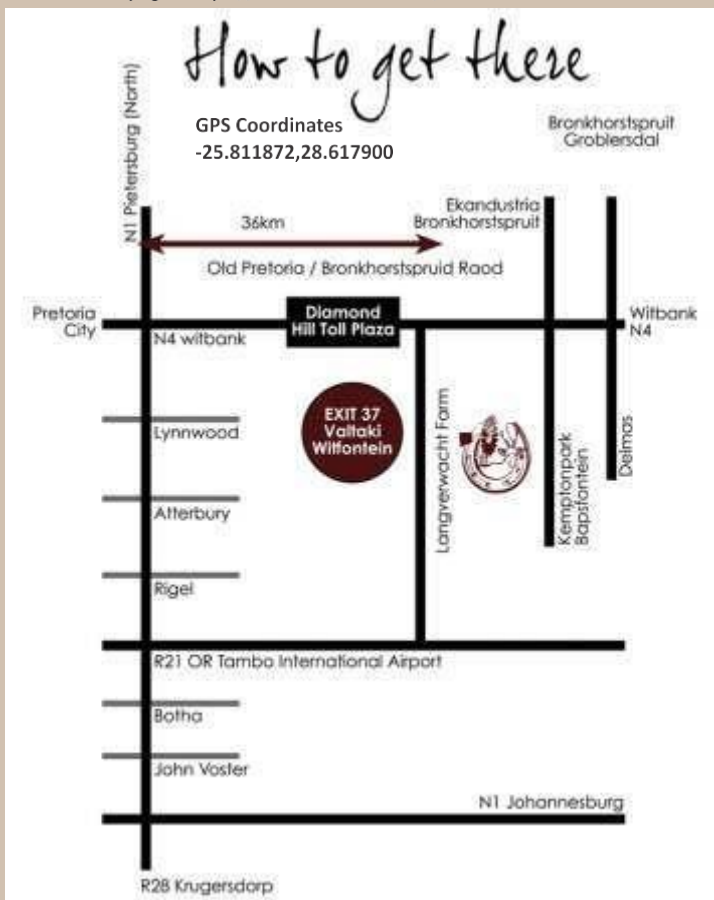 How to get there
GPS Coordinates
-25.811872,28.617900
Bronkhorstspruit
Groblersdal
N1 Pietersburg (North)
Ekandustria
Bronkhorstspruit
36km
Old Pretoria / Bronkhorstspruid Raod
Pretoria
City
Diamond
Hill Toll Plaza
Witbank
N4
N4 witbank
EXIT 37
Valtaki
Witfontein
Langverwacht Farm
Kemptonpark
Bapsfontein
Delmas
Lynnwood
Atterbury
Rigel
R21 OR Tambo International Airport
Botha
John Voster
N1 Johannesburg
R28 Krugersdorp